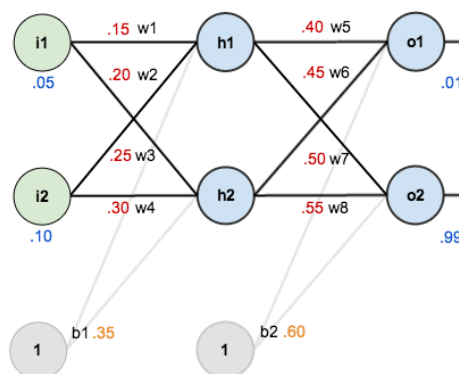 .15 w1
.40 w5
i1
h1
o1
.20 w2
.45 w6
.05
.01
.25 w3
.50 w7
i2
h2
o2
.30 w4
.55 w8
.10
.99
b1 .35
b2 .60
1
1